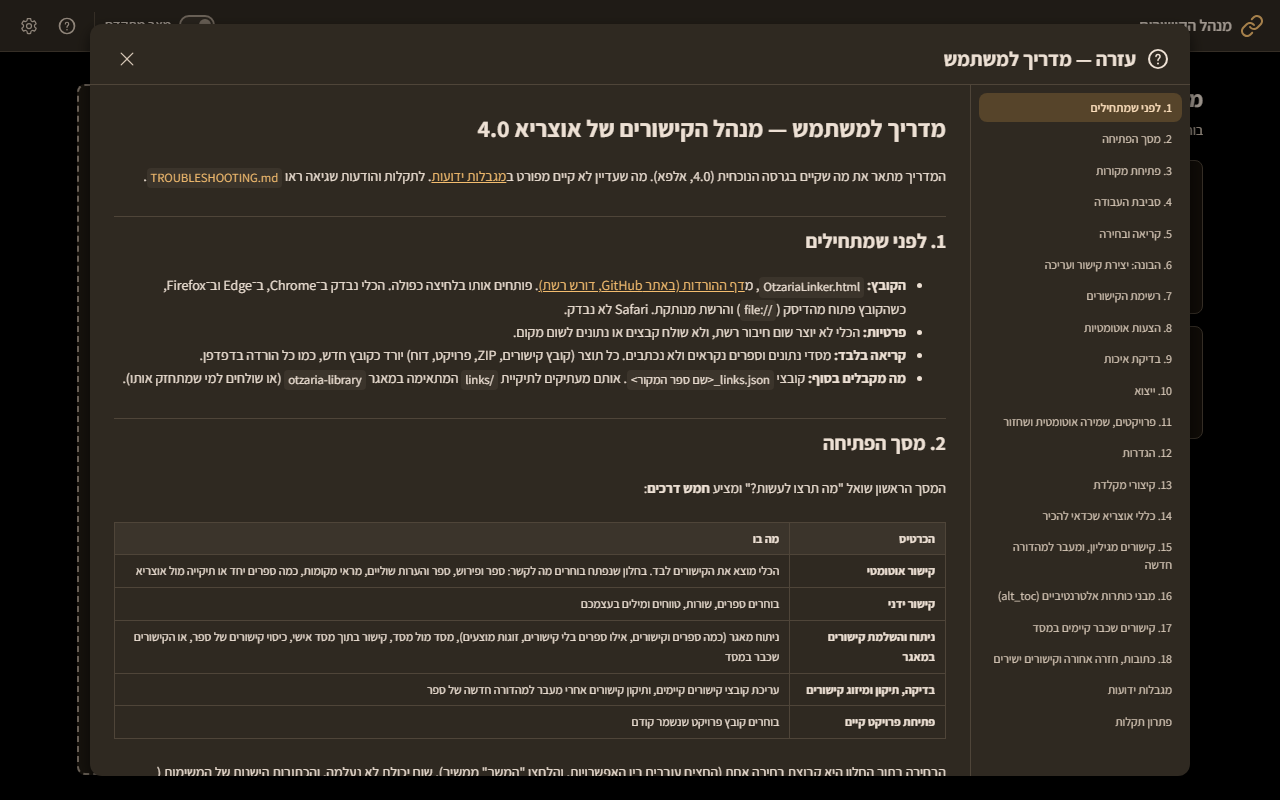 מנהל הקישורים
עזרה — מדריך למשתמש
1. לפני שמתחילים
2. מסך הפתיחה
3. פתיחת מקורות
4. סביבת העבודה
5. קריאה ובחירה
6. הבונה: יצירת קישור ועריכה
7. רשימת הקישורים
8. הצעות אוטומטיות
9. בדיקת איכות
10. ייצוא
11. פרויקטים, שמירה אוטומטית ושחזור
12. הגדרות
13. קיצורי מקלדת
14. כללי אוצריא שכדאי להכיר
15. קישורים מגיליון, ומעבר למהדורה
חדשה
16. מבני כותרות אלטרנטיביים (alt_toc)
17. קישורים שכבר קיימים במסד
18. כתובות, חזרה אחורה וקישורים ישירים
מגבלות ידועות
פתרון תקלות
מדריך למשתמש — מנהל הקישורים של אוצריא 4.0
המדריך מתאר את מה שקיים בגרסה הנוכחית (4.0, אלפא). מה שעדיין לא קיים מפורט במגבלות ידועות. לתקלות והודעות שגיאה ראו TROUBLESHOOTING.md.
1. לפני שמתחילים
• הקובץ: OtzariaLinker.html, מדף ההורדות (באתר GitHub, דורש רשת). פותחים אותו בלחיצה כפולה. הכלי נבדק ב־Chrome, ב־Edge וב־Firefox,
כשהקובץ פתוח מהדיסק (file://) והרשת מנותקת. Safari לא נבדק.
• פרטיות: הכלי לא יוצר שום חיבור רשת, ולא שולח קבצים או נתונים לשום מקום.
• קריאה בלבד: מסדי נתונים וספרים נקראים ולא נכתבים. כל תוצר (קובץ קישורים, ZIP, פרויקט, דוח) יורד כקובץ חדש, כמו כל הורדה בדפדפן.
• מה מקבלים בסוף: קובצי <שם ספר המקור>_links.json. אותם מעתיקים לתיקיית links/ המתאימה במאגר otzaria-library (או שולחים למי שמתחזק אותו).
2. מסך הפתיחה
המסך הראשון שואל "מה תרצו לעשות?" ומציע חמש דרכים:
הכרטיס מה בו
קישור אוטומטי הכלי מוצא את הקישורים לבד. בחלון שנפתח בוחרים מה לקשר: ספר ופירוש, ספר והערות שוליים, מראי מקומות, כמה ספרים יחד או תיקייה מול אוצריא
קישור ידני בוחרים ספרים, שורות, טווחים ומילים בעצמכם
ניתוח והשלמת קישורים ניתוח מאגר (כמה ספרים וקישורים, אילו ספרים בלי קישורים, זוגות מוצעים), מסד מול מסד, קישור בתוך מסד אישי, כיסוי קישורים של ספר, או הקישורים
במאגר שכבר במסד
בדיקה, תיקון ומיזוג קישורים עריכת קובצי קישורים קיימים, ותיקון קישורים אחרי מעבר למהדורה חדשה של ספר
פתיחת פרויקט קיים בוחרים קובץ פרויקט שנשמר קודם